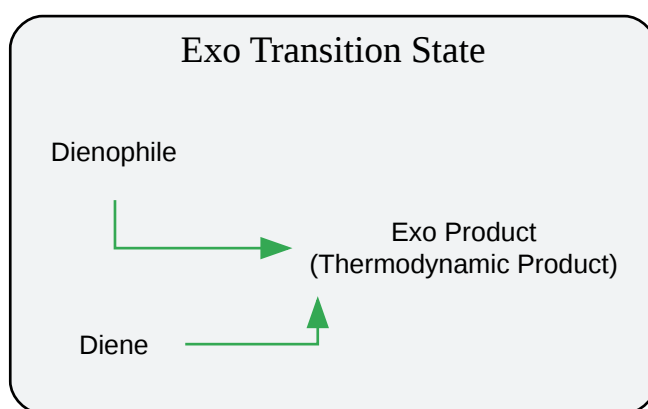 Exo Transition State
Dienophile
Exo Product
(Thermodynamic Product)
Diene